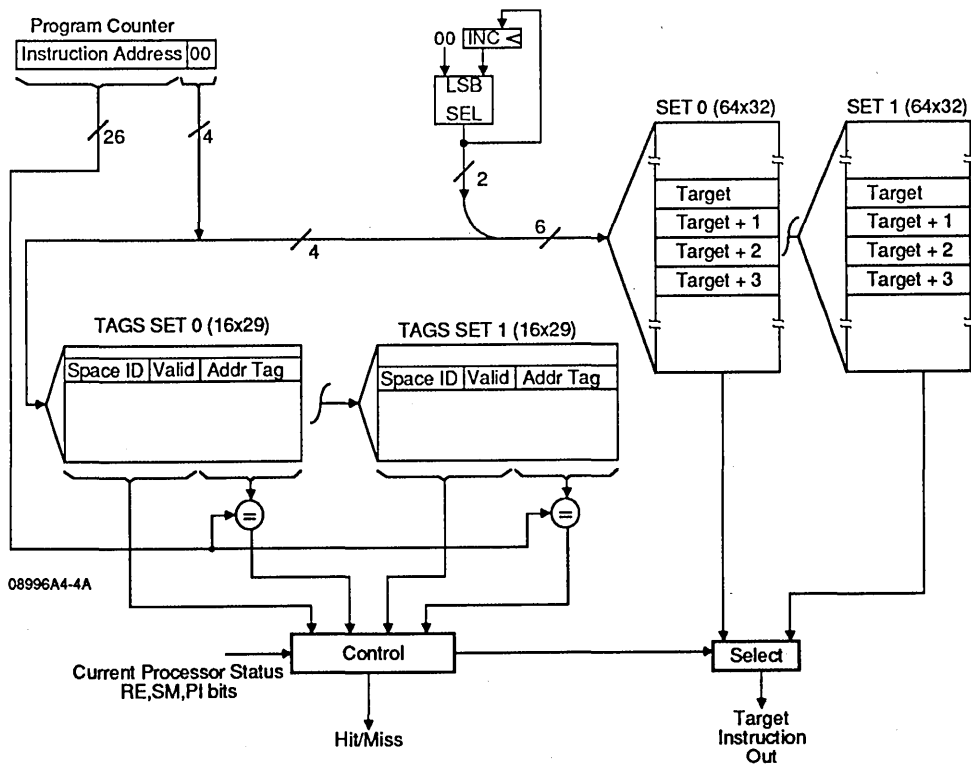 Program Counter
Instruction Address 00
00 INC
LSB
SEL
26
4
2
4
6
SET 0 (64x32)
SET 1 (64x32)
Target
Target + 1
Target + 2
Target + 3
Target
Target + 1
Target + 2
Target + 3
TAGS SET 0 (16x29)
TAGS SET 1 (16x29)
Space ID Valid Addr Tag
Space ID Valid Addr Tag
=
=
08996A4-4A
Control
Select
Current Processor Status
RE,SM,PI bits
Hit/Miss
Target
Instruction
Out